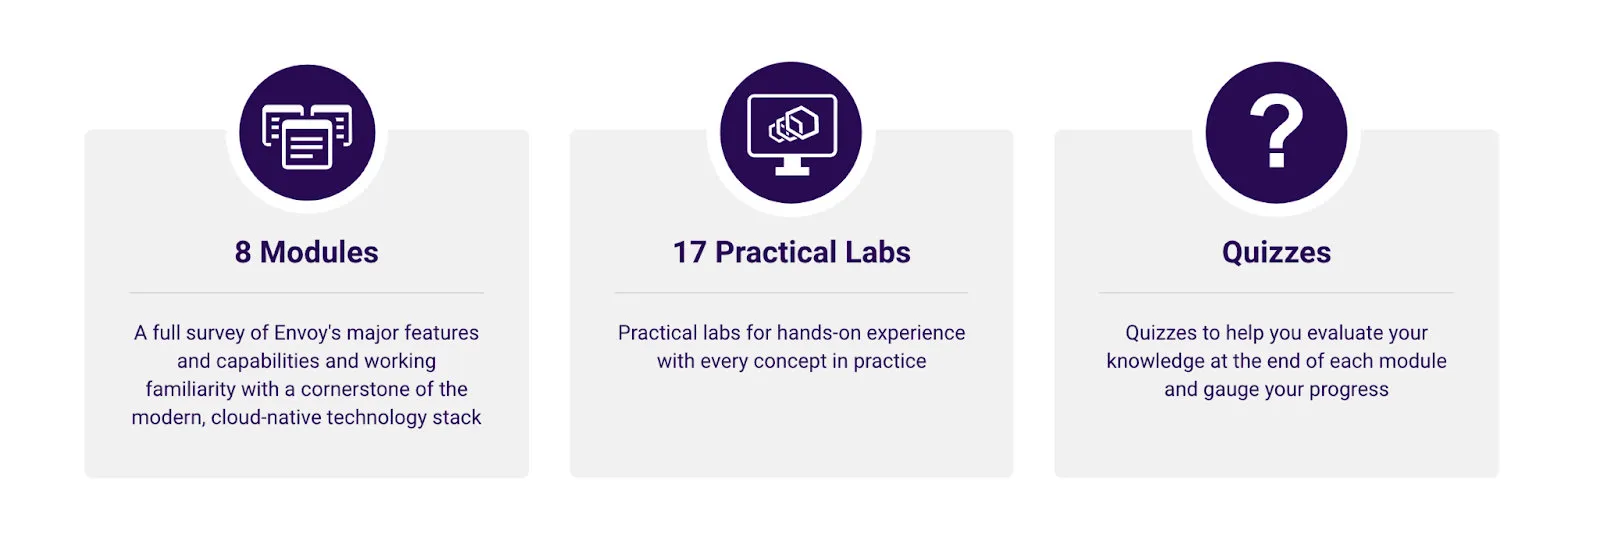 8 Modules
A full survey of Envoy's major features
and capabilities and working
familiarity with a cornerstone of the
modern, cloud-native technology stack
17 Practical Labs
Practical labs for hands-on experience
with every concept in practice
?
Quizzes
Quizzes to help you evaluate your
knowledge at the end of each module
and gauge your progress